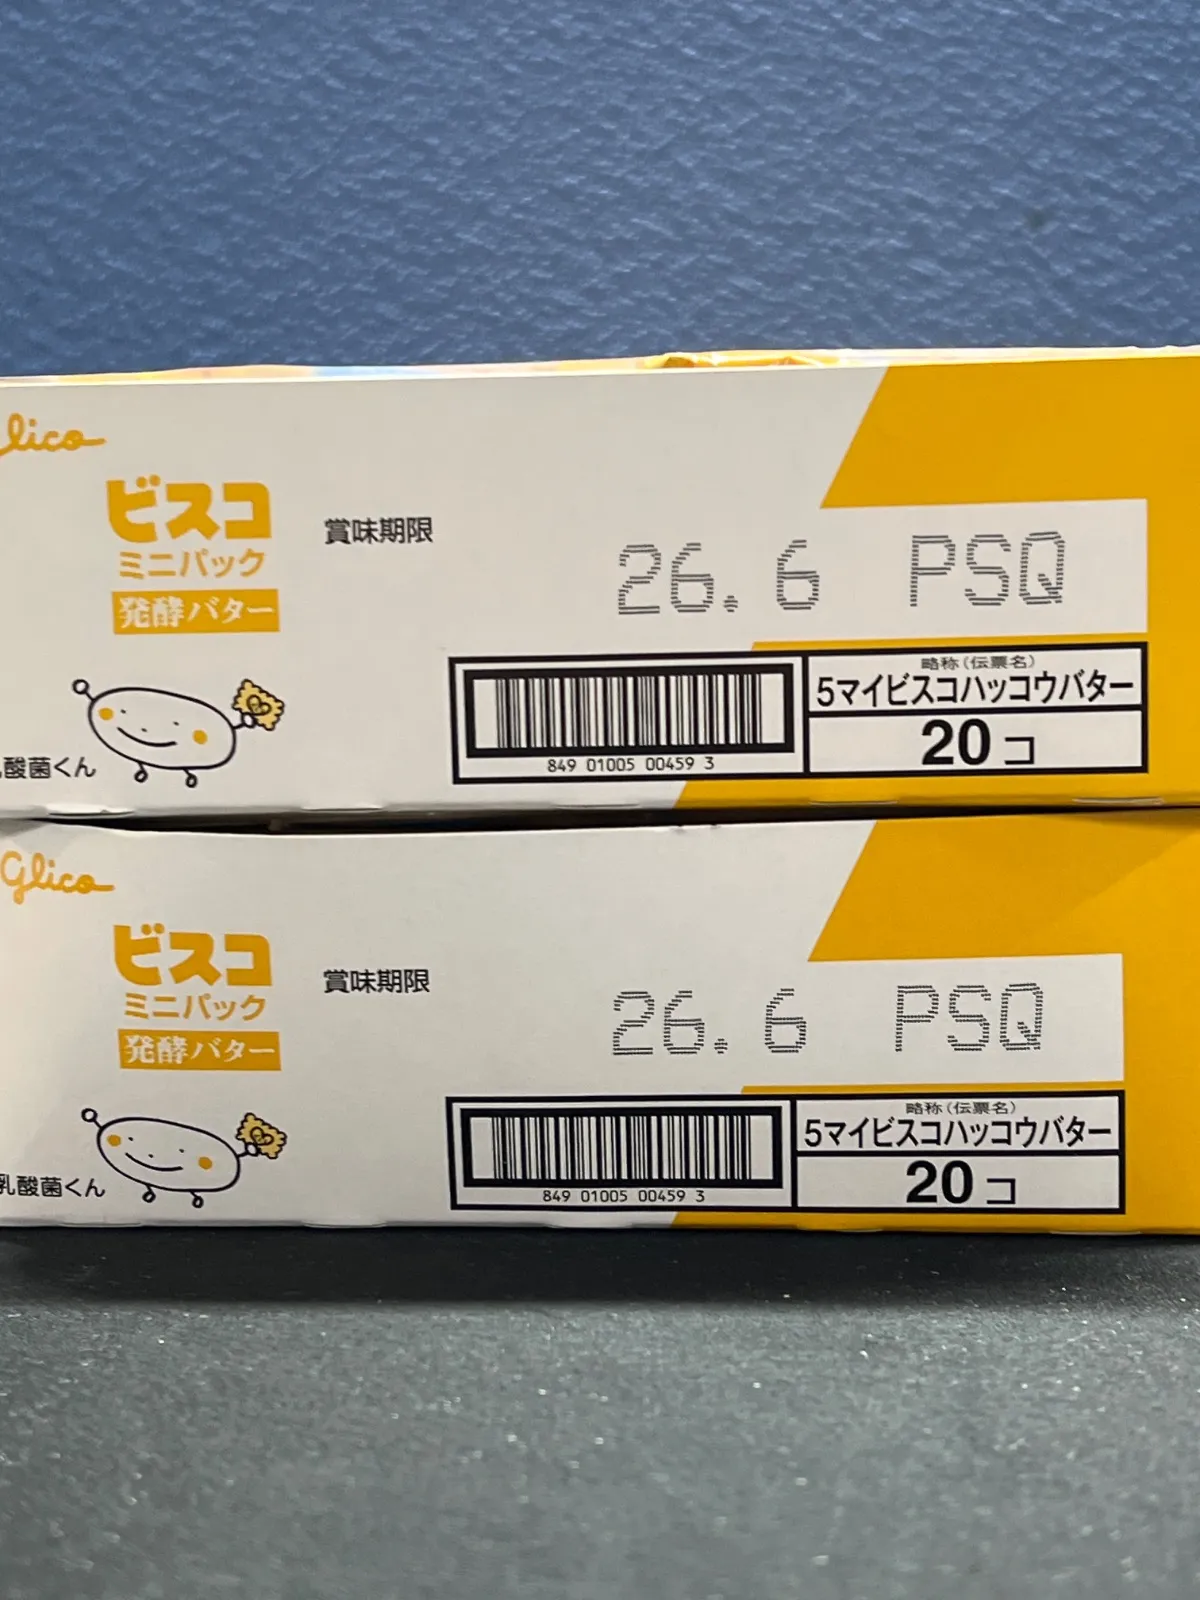 lico
ビスコ
ミニパック
発酵バター
賞味期限
26.6 PSQ
酸菌くん
849 01005 00459 3
略称(伝票名)
5マイビスコハッコウバター
20コ
Glico
ビスコ
ミニパック
発酵バター
賞味期限
26.6 PSQ
乳酸菌くん
849 01005 00459 3
略称(伝票名)
5マイビスコハッコウバター
20コ